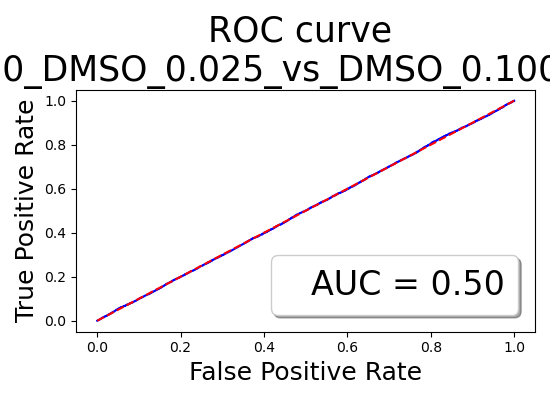 ROC curve
0_DMSO_0.025_vs_DMSO_0.100
True Positive Rate
1.0
0.8
0.6
0.4
0.2
0.0
AUC = 0.50
0.0 0.2 0.4 0.6 0.8 1.0
False Positive Rate